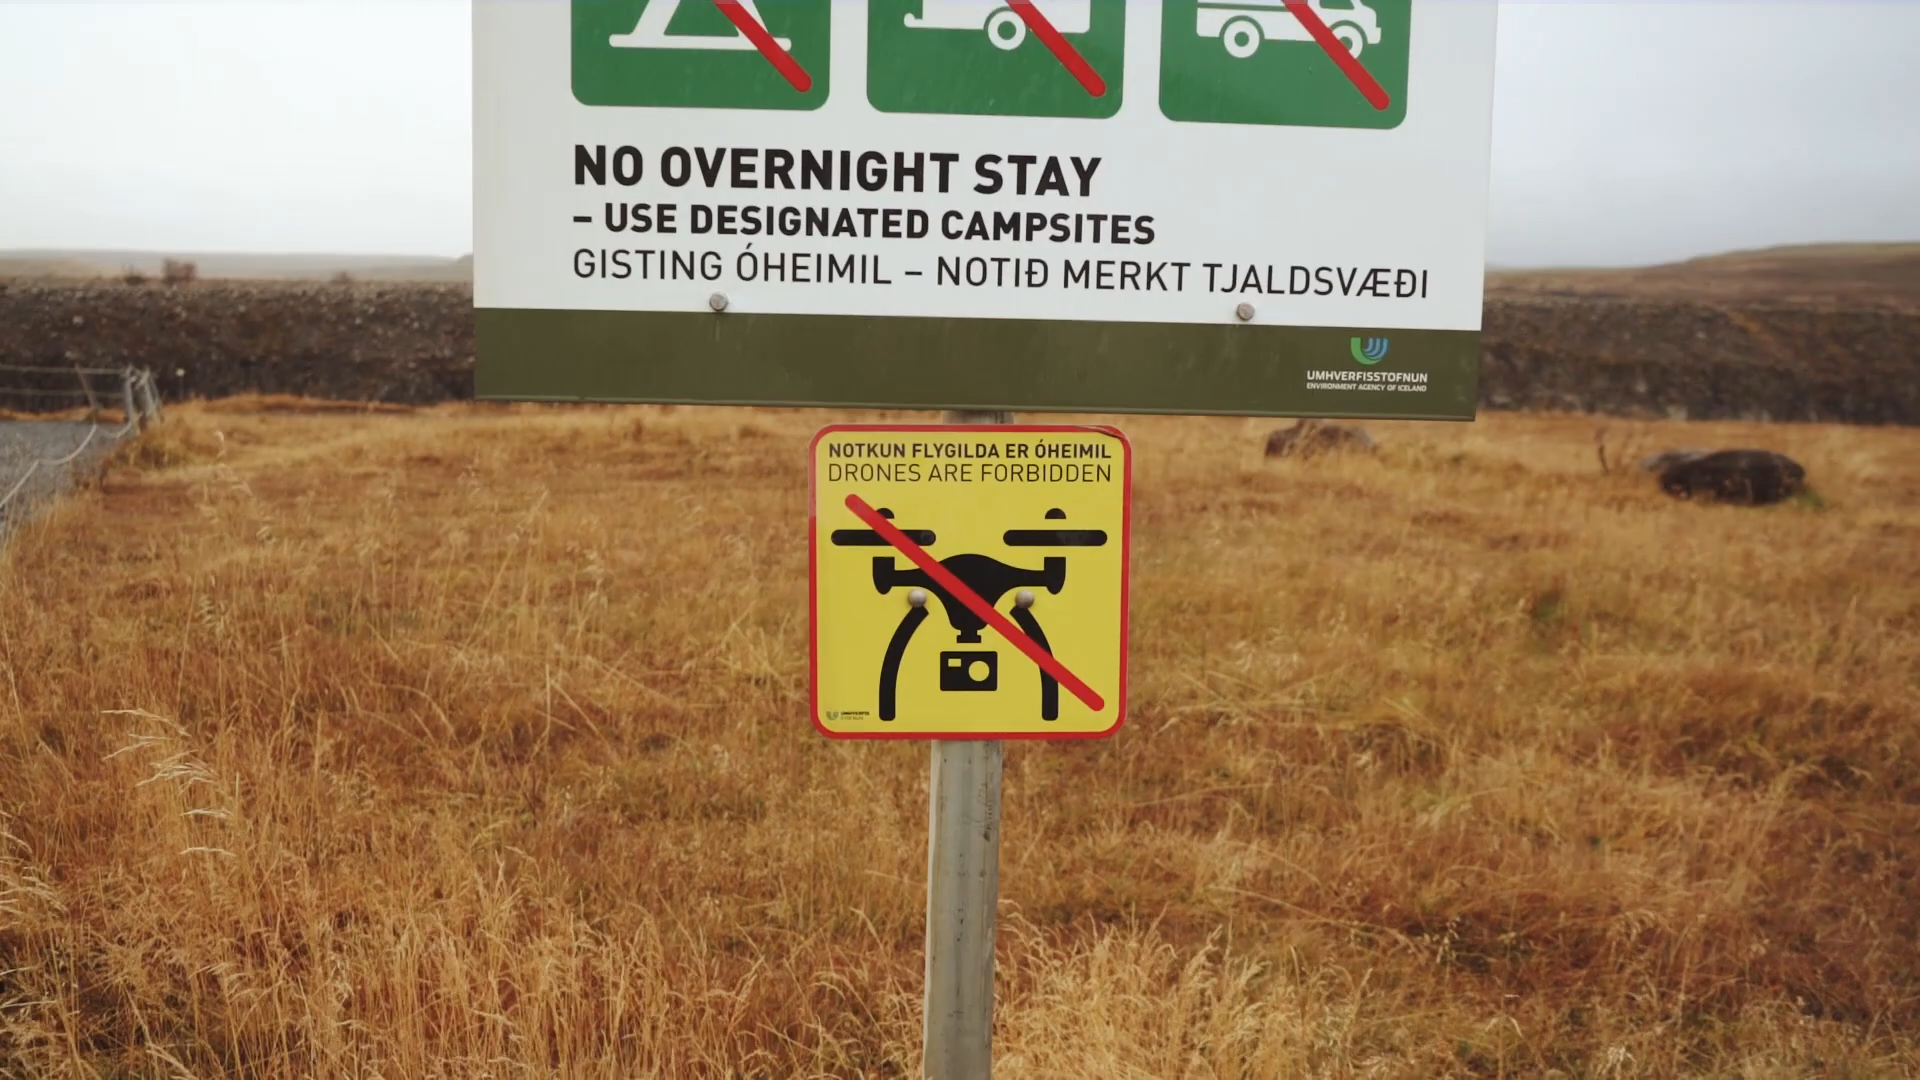 NO OVERNIGHT STAY
– USE DESIGNATED CAMPSITES
GISTING ÓHEIMIL – NOTIÐ MERKT TJALDSVÆÐI
UMHVERFISSTOFNUN
ENVIRONMENT AGENCY OF ICELAND
NOTKUN FLYGILDA ER ÓHEIMIL
DRONES ARE FORBIDDEN